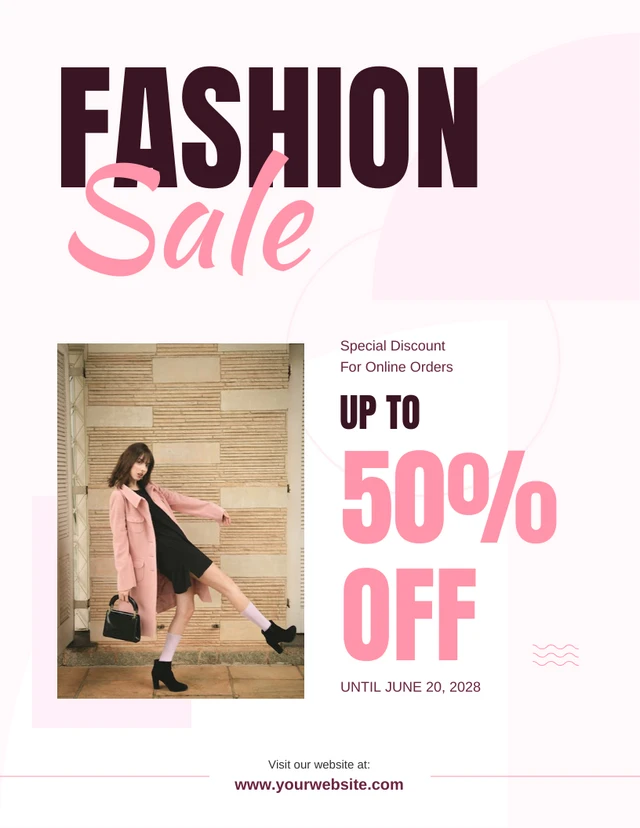 FASHION
Sale
Special Discount
For Online Orders
UP TO
50%
OFF
UNTIL JUNE 20, 2028
Visit our website at:
www.yourwebsite.com